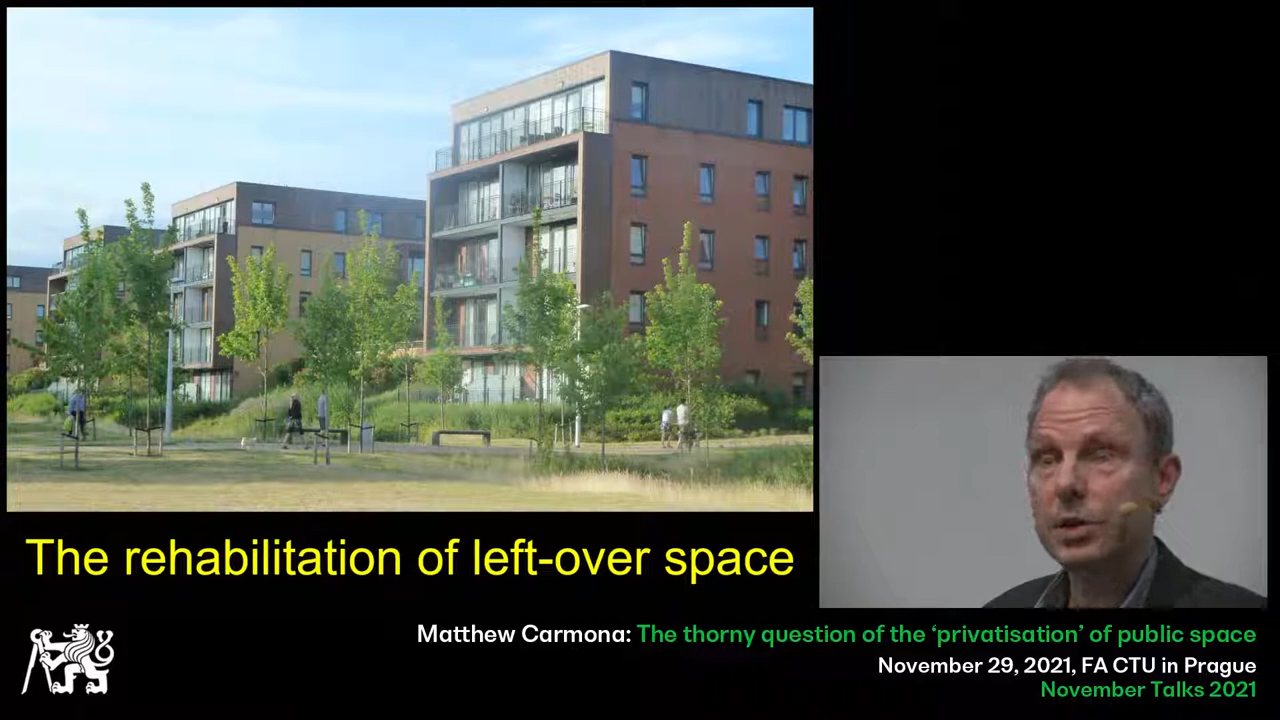 The rehabilitation of left-over space
Matthew Carmona: The thorny question of the ‘privatisation’ of public space
November 29, 2021, FA CTU in Prague
November Talks 2021